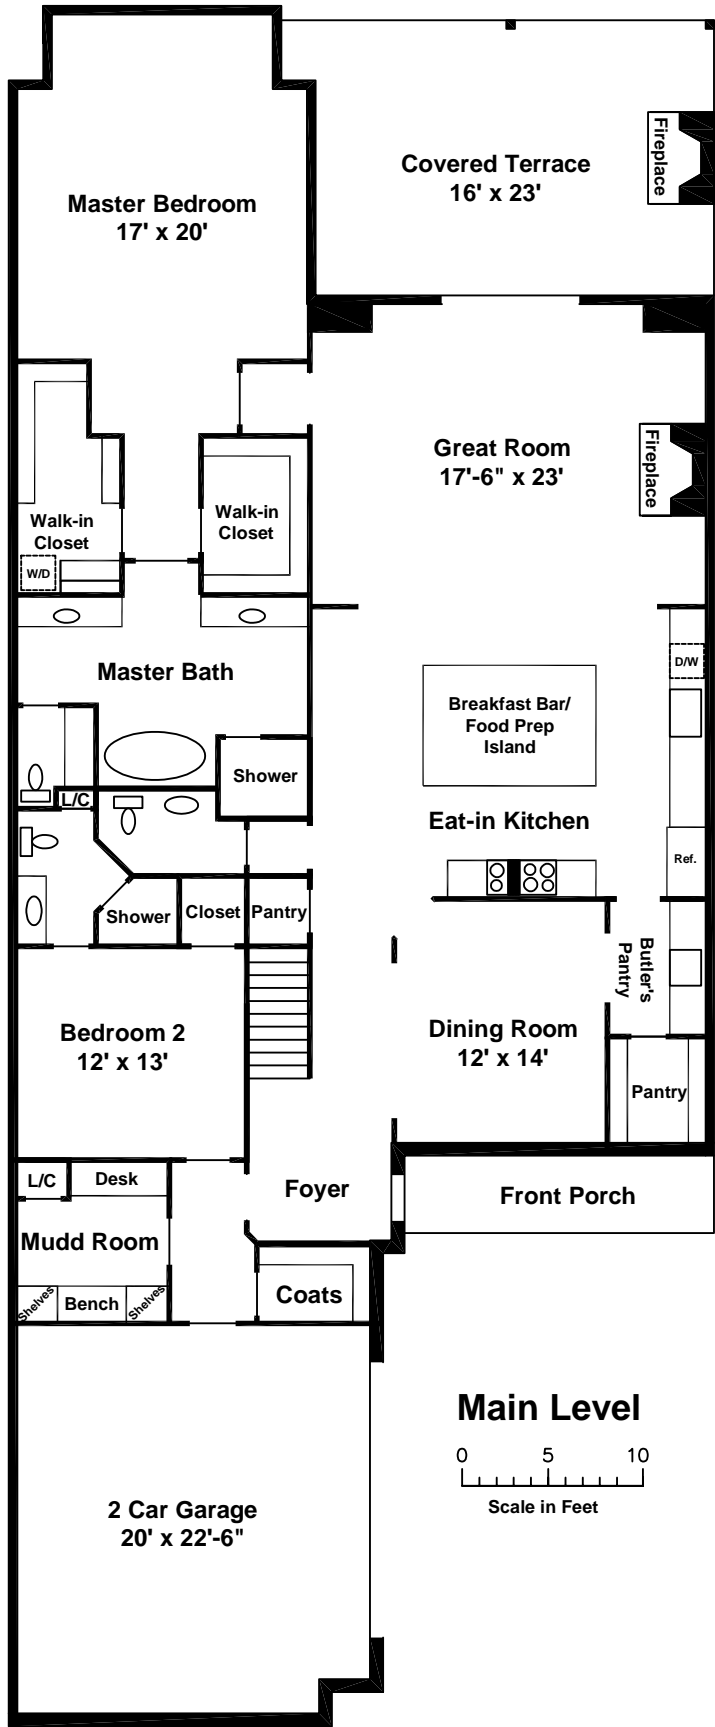 Covered Terrace
16' x 23'
Fireplace
Master Bedroom
17' x 20'
Great Room
17'-6" x 23'
Fireplace
Walk-in
Closet
W/D
Walk-in
Closet
Master Bath
D/W
Breakfast Bar/
Food Prep
Island
Shower
L/C
Eat-in Kitchen
Ref.
Shower
Closet
Pantry
Butler's
Pantry
Bedroom 2
12' x 13'
Dining Room
12' x 14'
Pantry
L/C
Desk
Foyer
Front Porch
Mudd Room
Shelves
Bench
Shelves
Coats
Main Level
0 5 10
Scale in Feet
2 Car Garage
20' x 22'-6"